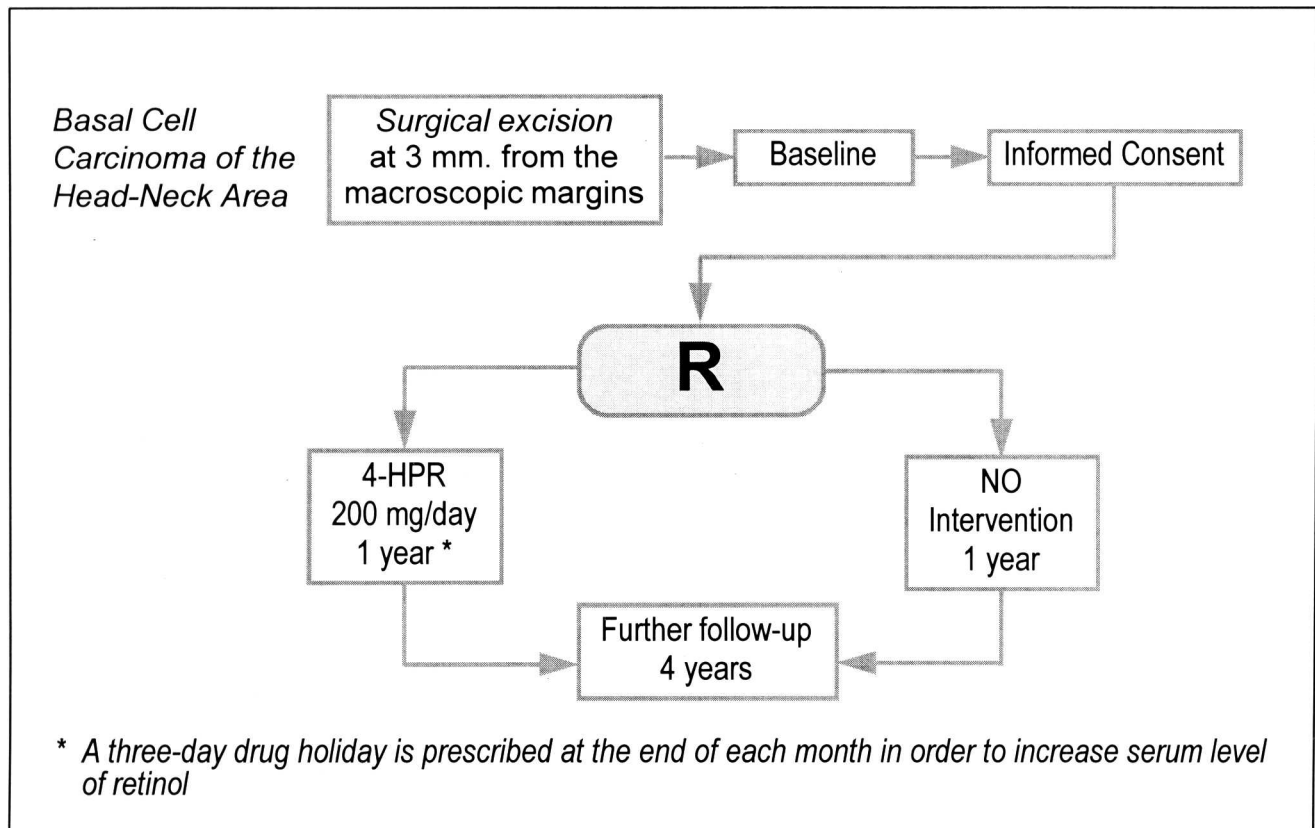 Basal Cell
Carcinoma of the
Head-Neck Area
Surgical excision
at 3 mm. from the
macroscopic margins
Baseline
Informed Consent
R
4-HPR
200 mg/day
1 year *
NO
Intervention
1 year
Further follow-up
4 years
* A three-day drug holiday is prescribed at the end of each month in order to increase serum level
of retinol